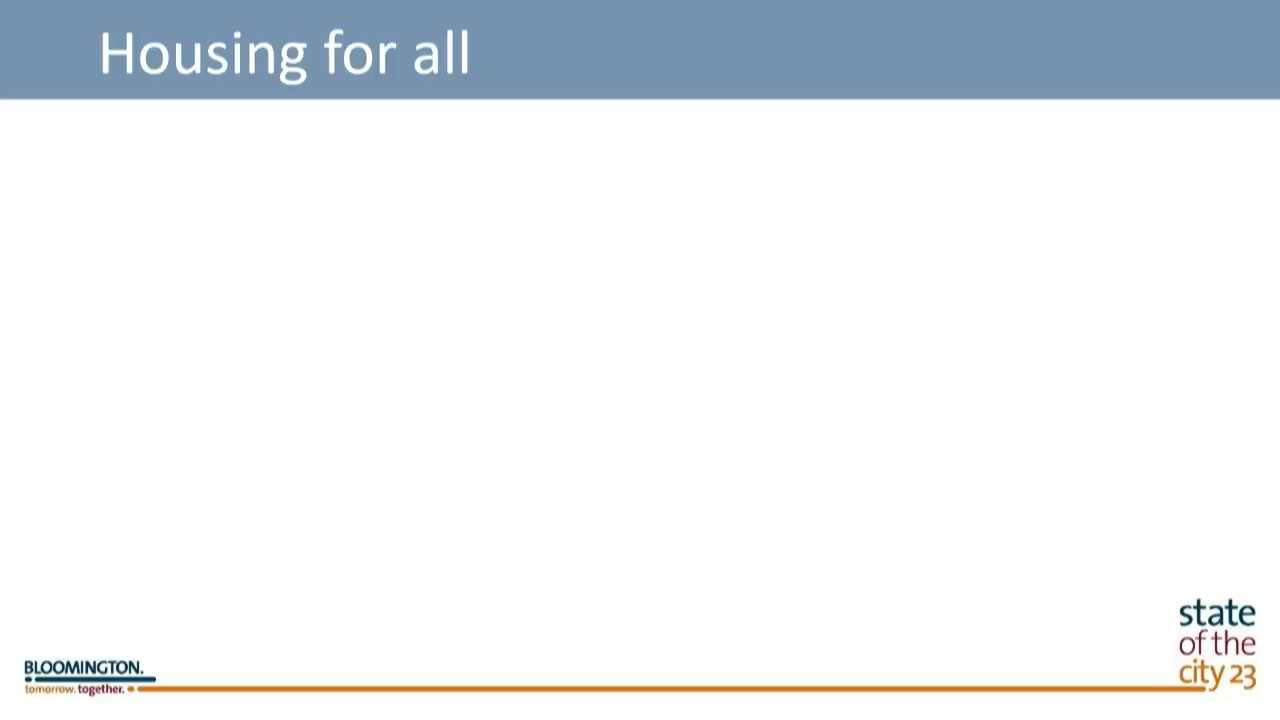 Housing for all
state
of the
city 23
BLOOMINGTON.
tomorrow. together.